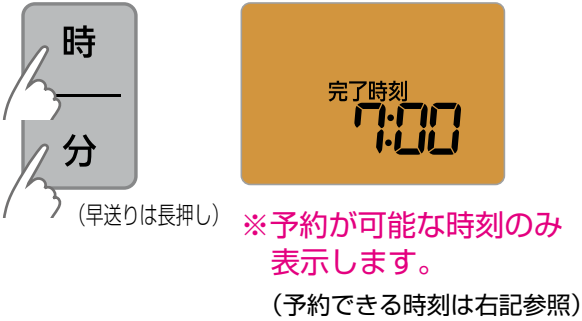 時
分
(早送りは長押し)
完了時刻
7:00
※予約が可能な時刻のみ
表示します。
(予約できる時刻は右記参照)